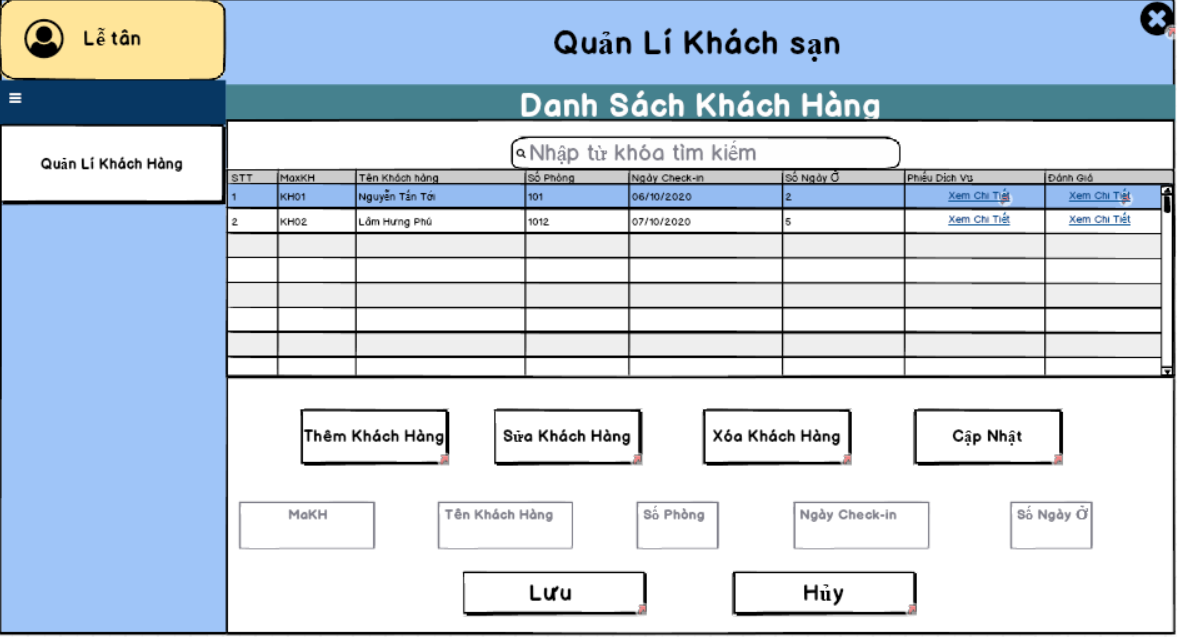 Lễ tân
Quản Lí Khách sạn
Danh Sách Khách Hàng
Quản Lí Khách Hàng
Nhập từ khóa tìm kiếm
STT MaxKH Tên Khách hàng Số Phòng Ngày Check-in Số Ngày Ở Phiếu Dịch Vụ Đánh Giá
1 KH01 Nguyễn Tấn Tới 101 06/10/2020 2 Xem Chi Tiết Xem Chi Tiết
2 KH02 Lâm Hưng Phú 1012 07/10/2020 5 Xem Chi Tiết Xem Chi Tiết
Thêm Khách Hàng Sửa Khách Hàng Xóa Khách Hàng Cập Nhật
MaKH Tên Khách Hàng Số Phòng Ngày Check-in Số Ngày Ở
Lưu Hủy